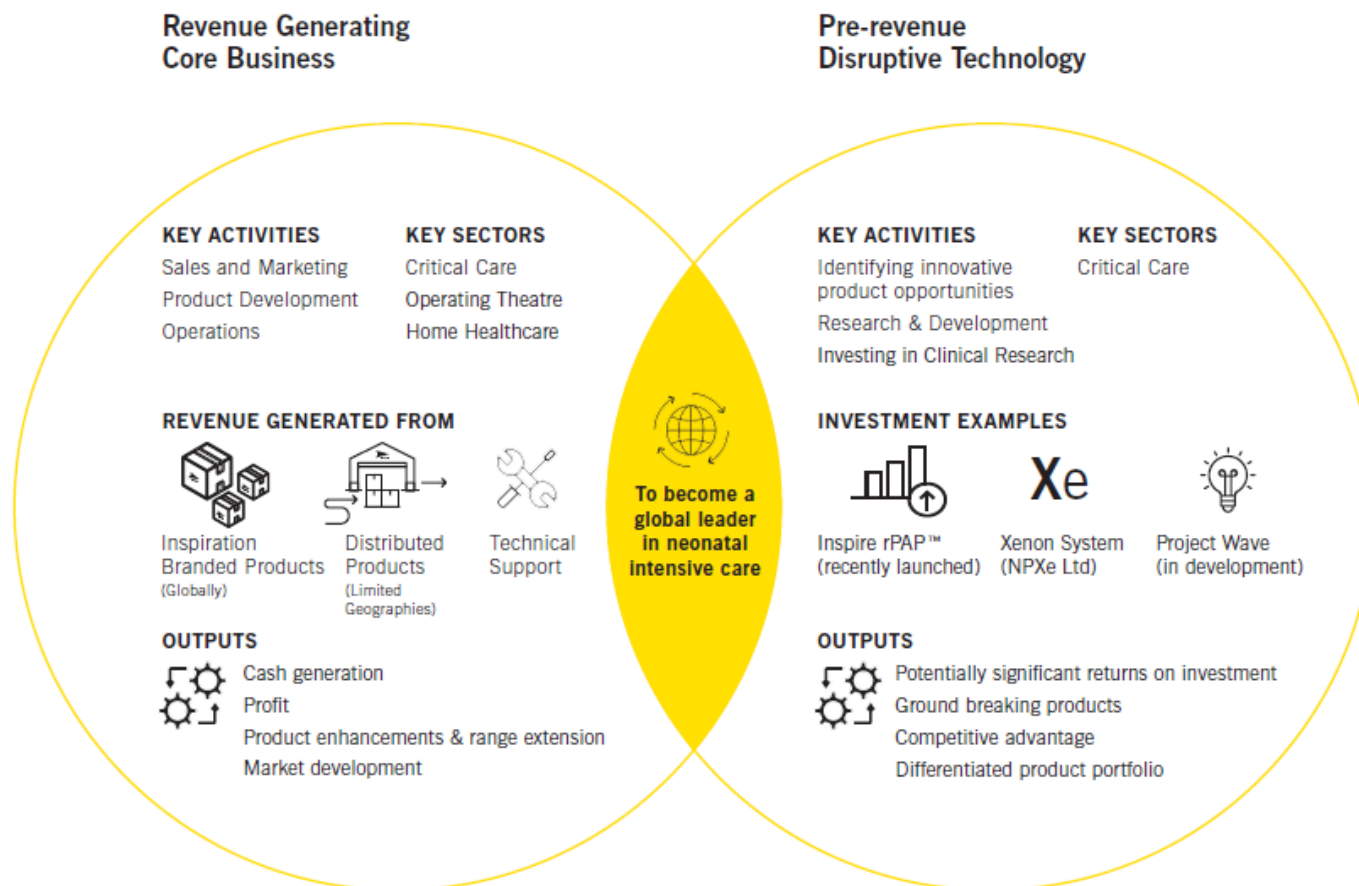 Revenue Generating
Core Business
Pre-revenue
Disruptive Technology
KEY ACTIVITIES
Sales and Marketing
Product Development
Operations
KEY SECTORS
Critical Care
Operating Theatre
Home Healthcare
REVENUE GENERATED FROM
Inspiration
Branded Products
(Globally)
Distributed
Products
(Limited
Geographies)
Technical
Support
OUTPUTS
Cash generation
Profit
Product enhancements & range extension
Market development
To become a
global leader
in neonatal
intensive care
KEY ACTIVITIES
Identifying innovative
product opportunities
Research & Development
Investing in Clinical Research
KEY SECTORS
Critical Care
INVESTMENT EXAMPLES
Inspire rPAP™
(recently launched)
Xe
Xenon System
(NPXe Ltd)
Project Wave
(in development)
OUTPUTS
Potentially significant returns on investment
Ground breaking products
Competitive advantage
Differentiated product portfolio